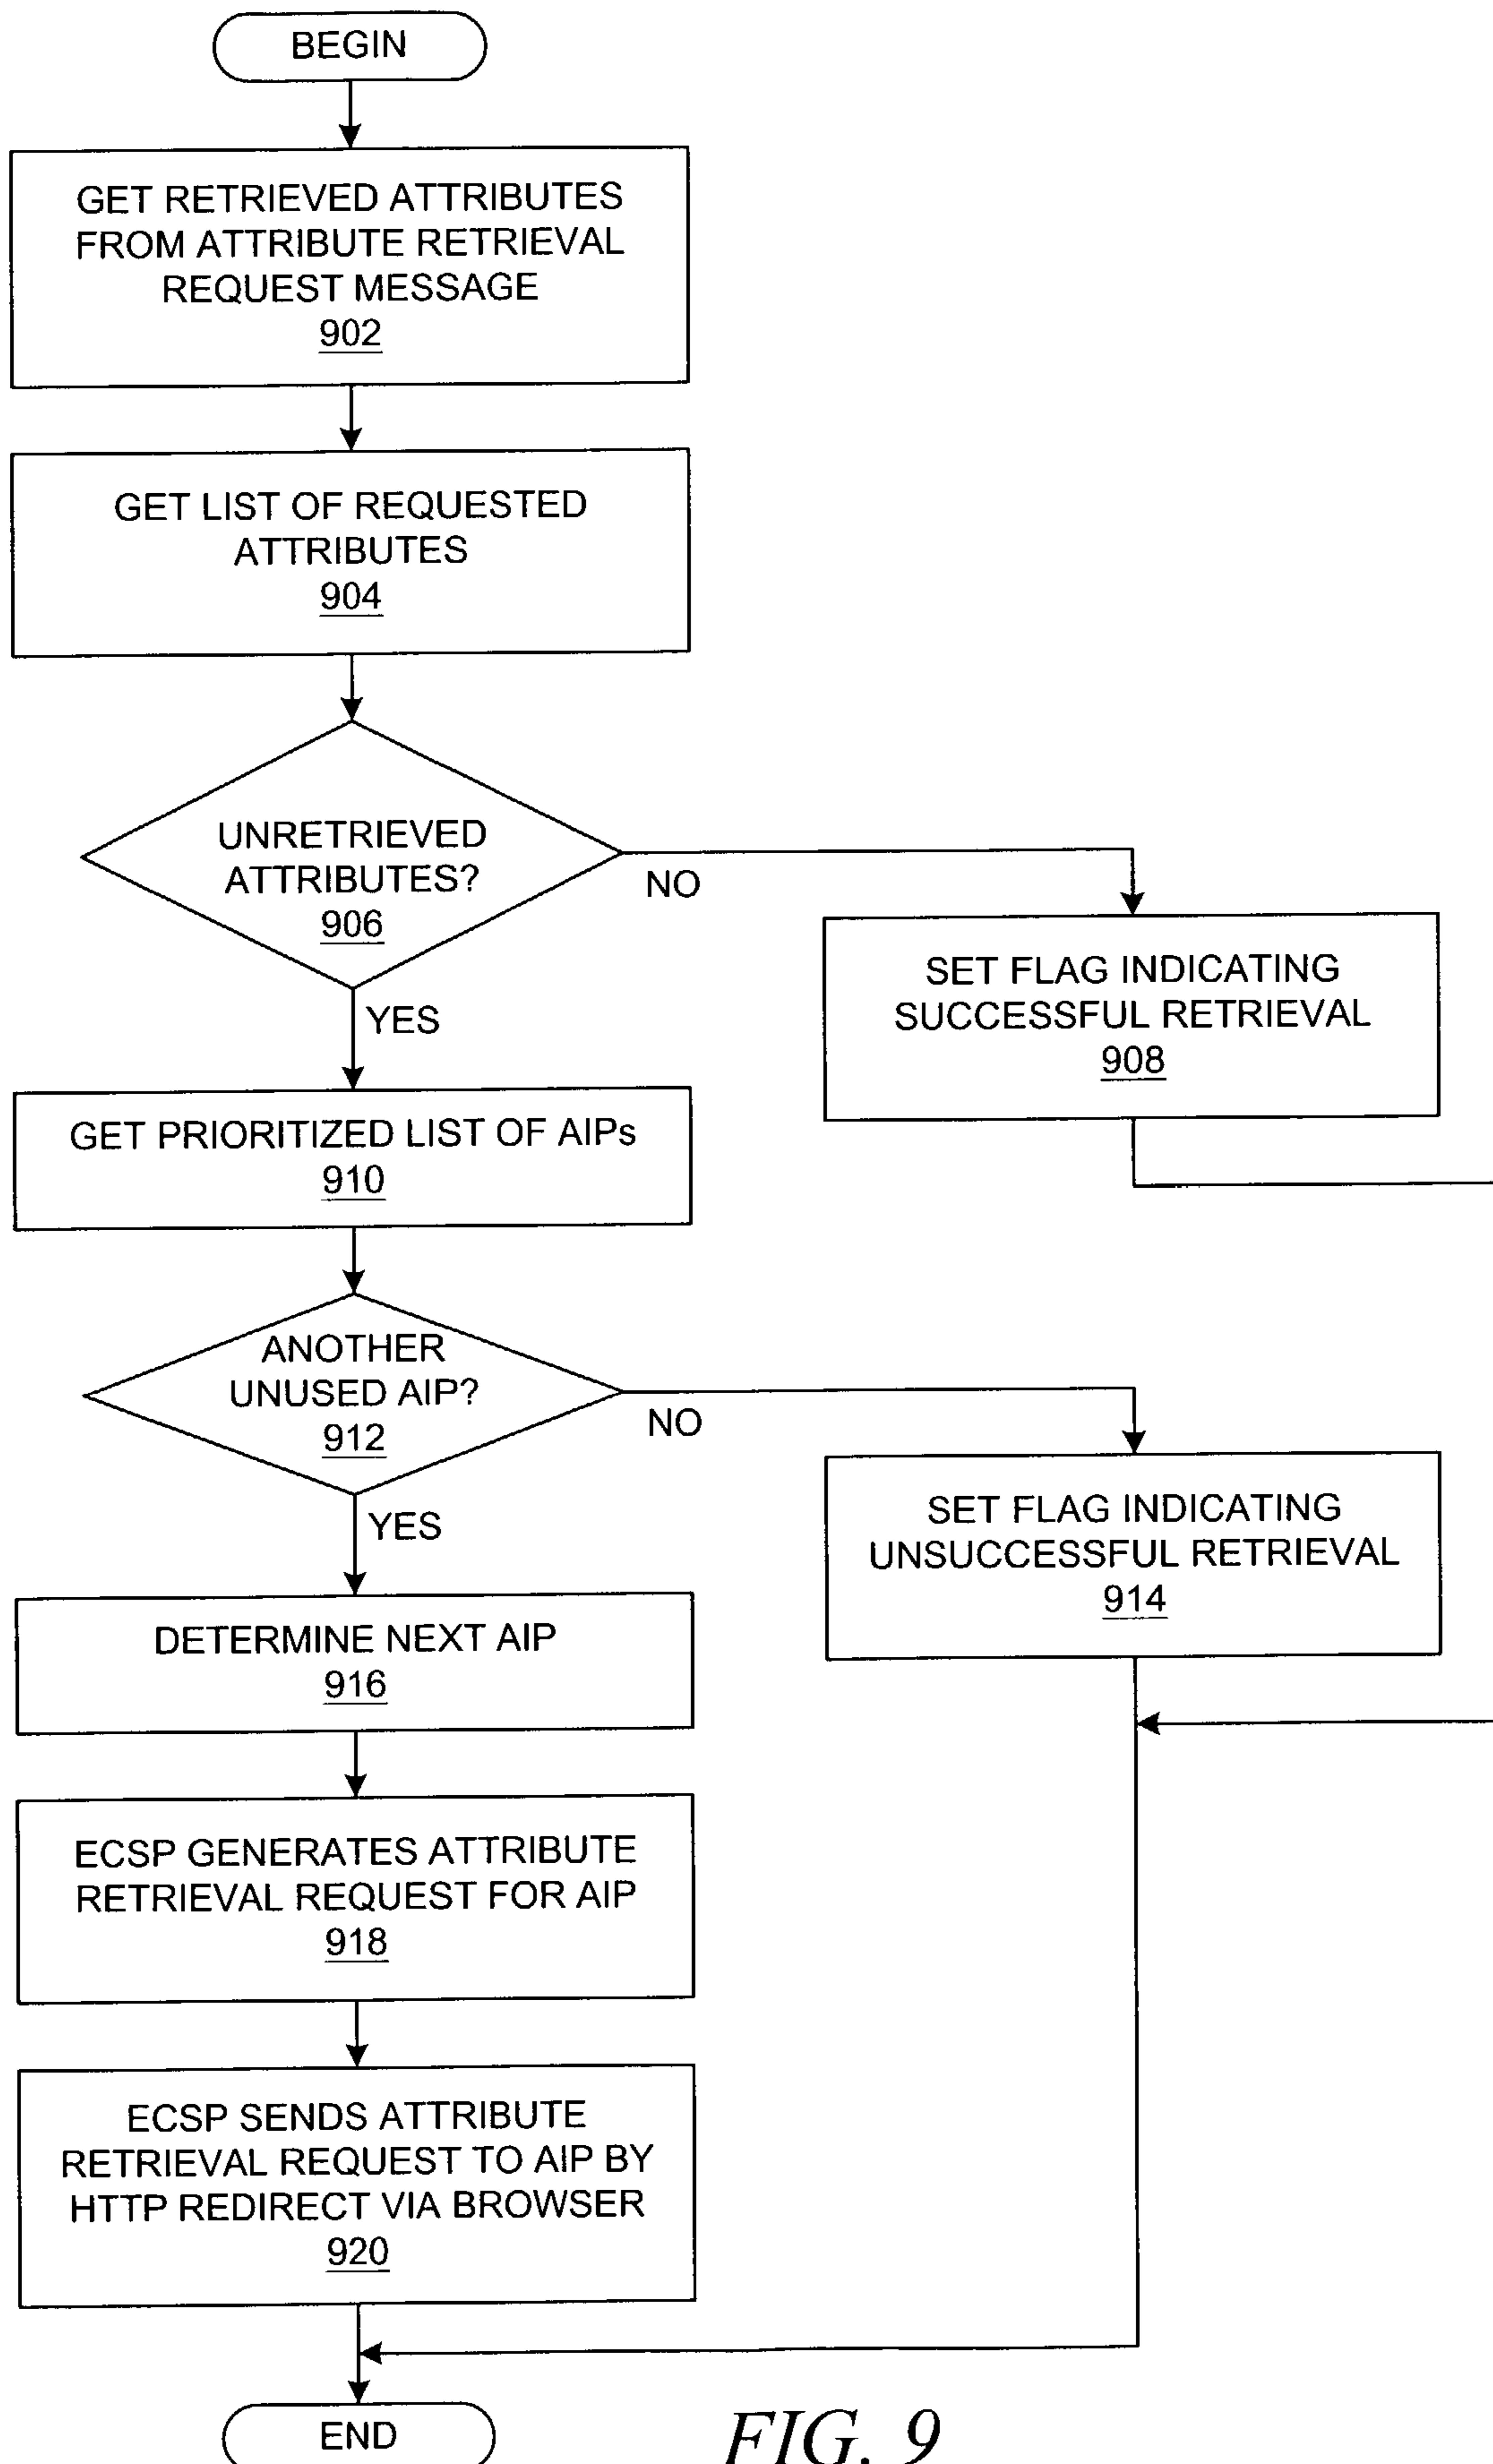 BEGIN
GET RETRIEVED ATTRIBUTES
FROM ATTRIBUTE RETRIEVAL
REQUEST MESSAGE
902
GET LIST OF REQUESTED
ATTRIBUTES
904
UNRETRIEVED
ATTRIBUTES?
906
NO
YES
SET FLAG INDICATING
SUCCESSFUL RETRIEVAL
908
GET PRIORITIZED LIST OF AIPs
910
ANOTHER
UNUSED AIP?
912
NO
YES
SET FLAG INDICATING
UNSUCCESSFUL RETRIEVAL
914
DETERMINE NEXT AIP
916
ECSP GENERATES ATTRIBUTE
RETRIEVAL REQUEST FOR AIP
918
ECSP SENDS ATTRIBUTE
RETRIEVAL REQUEST TO AIP BY
HTTP REDIRECT VIA BROWSER
920
END
FIG. 9